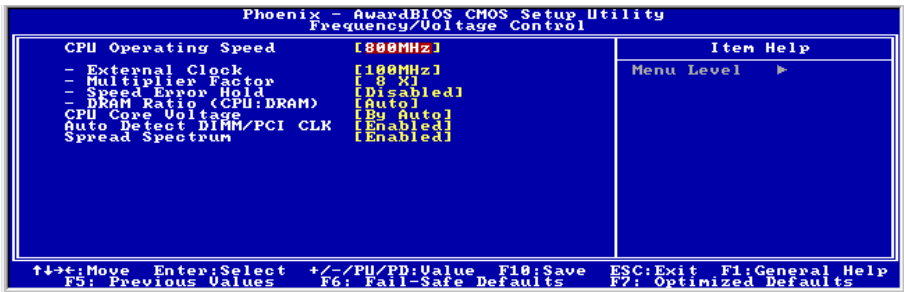 Phoenix - AwardBIOS CMOS Setup Utility
Frequency/Voltage Control
CPU Operating Speed [800MHz]
- External Clock [100MHz]
- Multiplier Factor [ 8 X]
- Speed Error Hold [Disabled]
- DRAM Ratio (CPU:DRAM) [Auto]
CPU Core Voltage [By Auto]
Auto Detect DIMM/PCI CLK [Enabled]
Spread Spectrum [Enabled]
Item Help
Menu Level ►
↑↓→←:Move Enter:Select +/-/PU/PD:Value F10:Save ESC:Exit F1:General Help
F5: Previous Values F6: Fail-Safe Defaults F7: Optimized Defaults